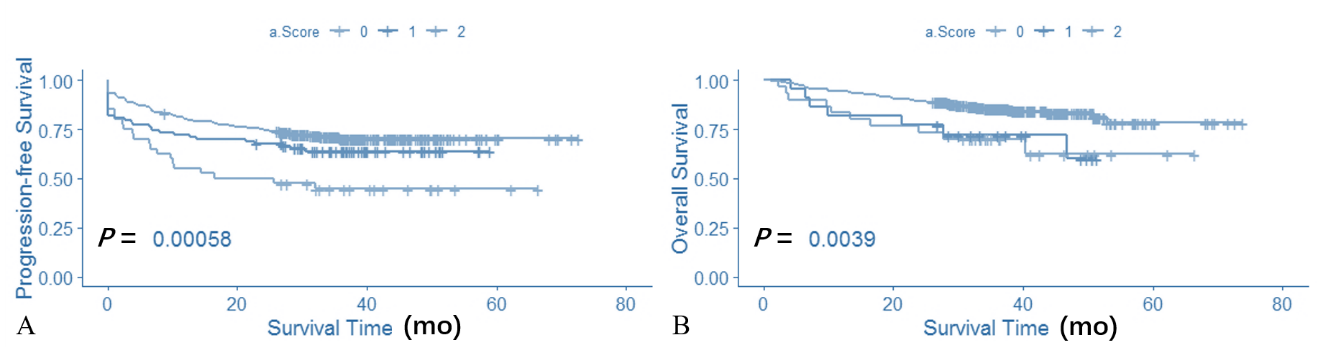 a.Score 0 1 2
Progression-free Survival
1.00
0.75
0.50
0.25
0.00
P = 0.00058
0 20 40 60 80
Survival Time (mo)
A
a.Score 0 1 2
Overall Survival
1.00
0.75
0.50
0.25
0.00
P = 0.0039
0 20 40 60 80
Survival Time (mo)
B